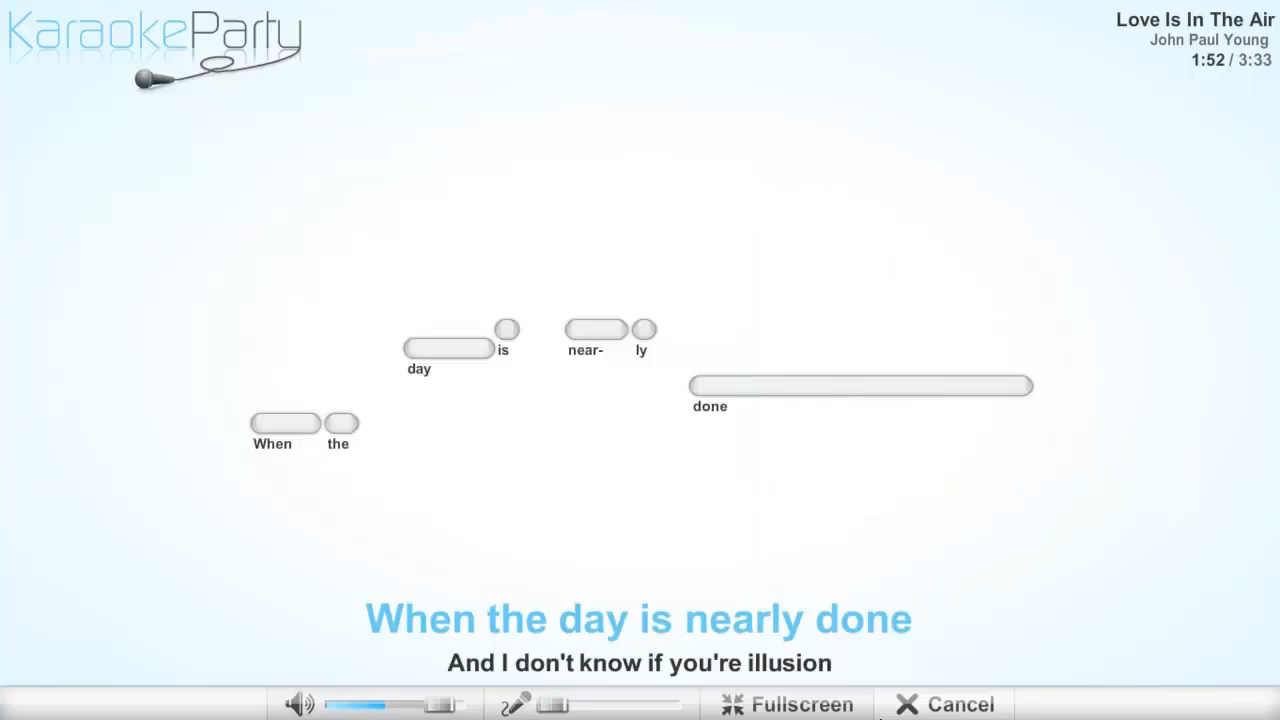 KaraokeParty
Love Is In The Air
John Paul Young
1:52 / 3:33
is
near-
ly
day
done
When
the
When the day is nearly done
And I don't know if you're illusion
Fullscreen
Cancel